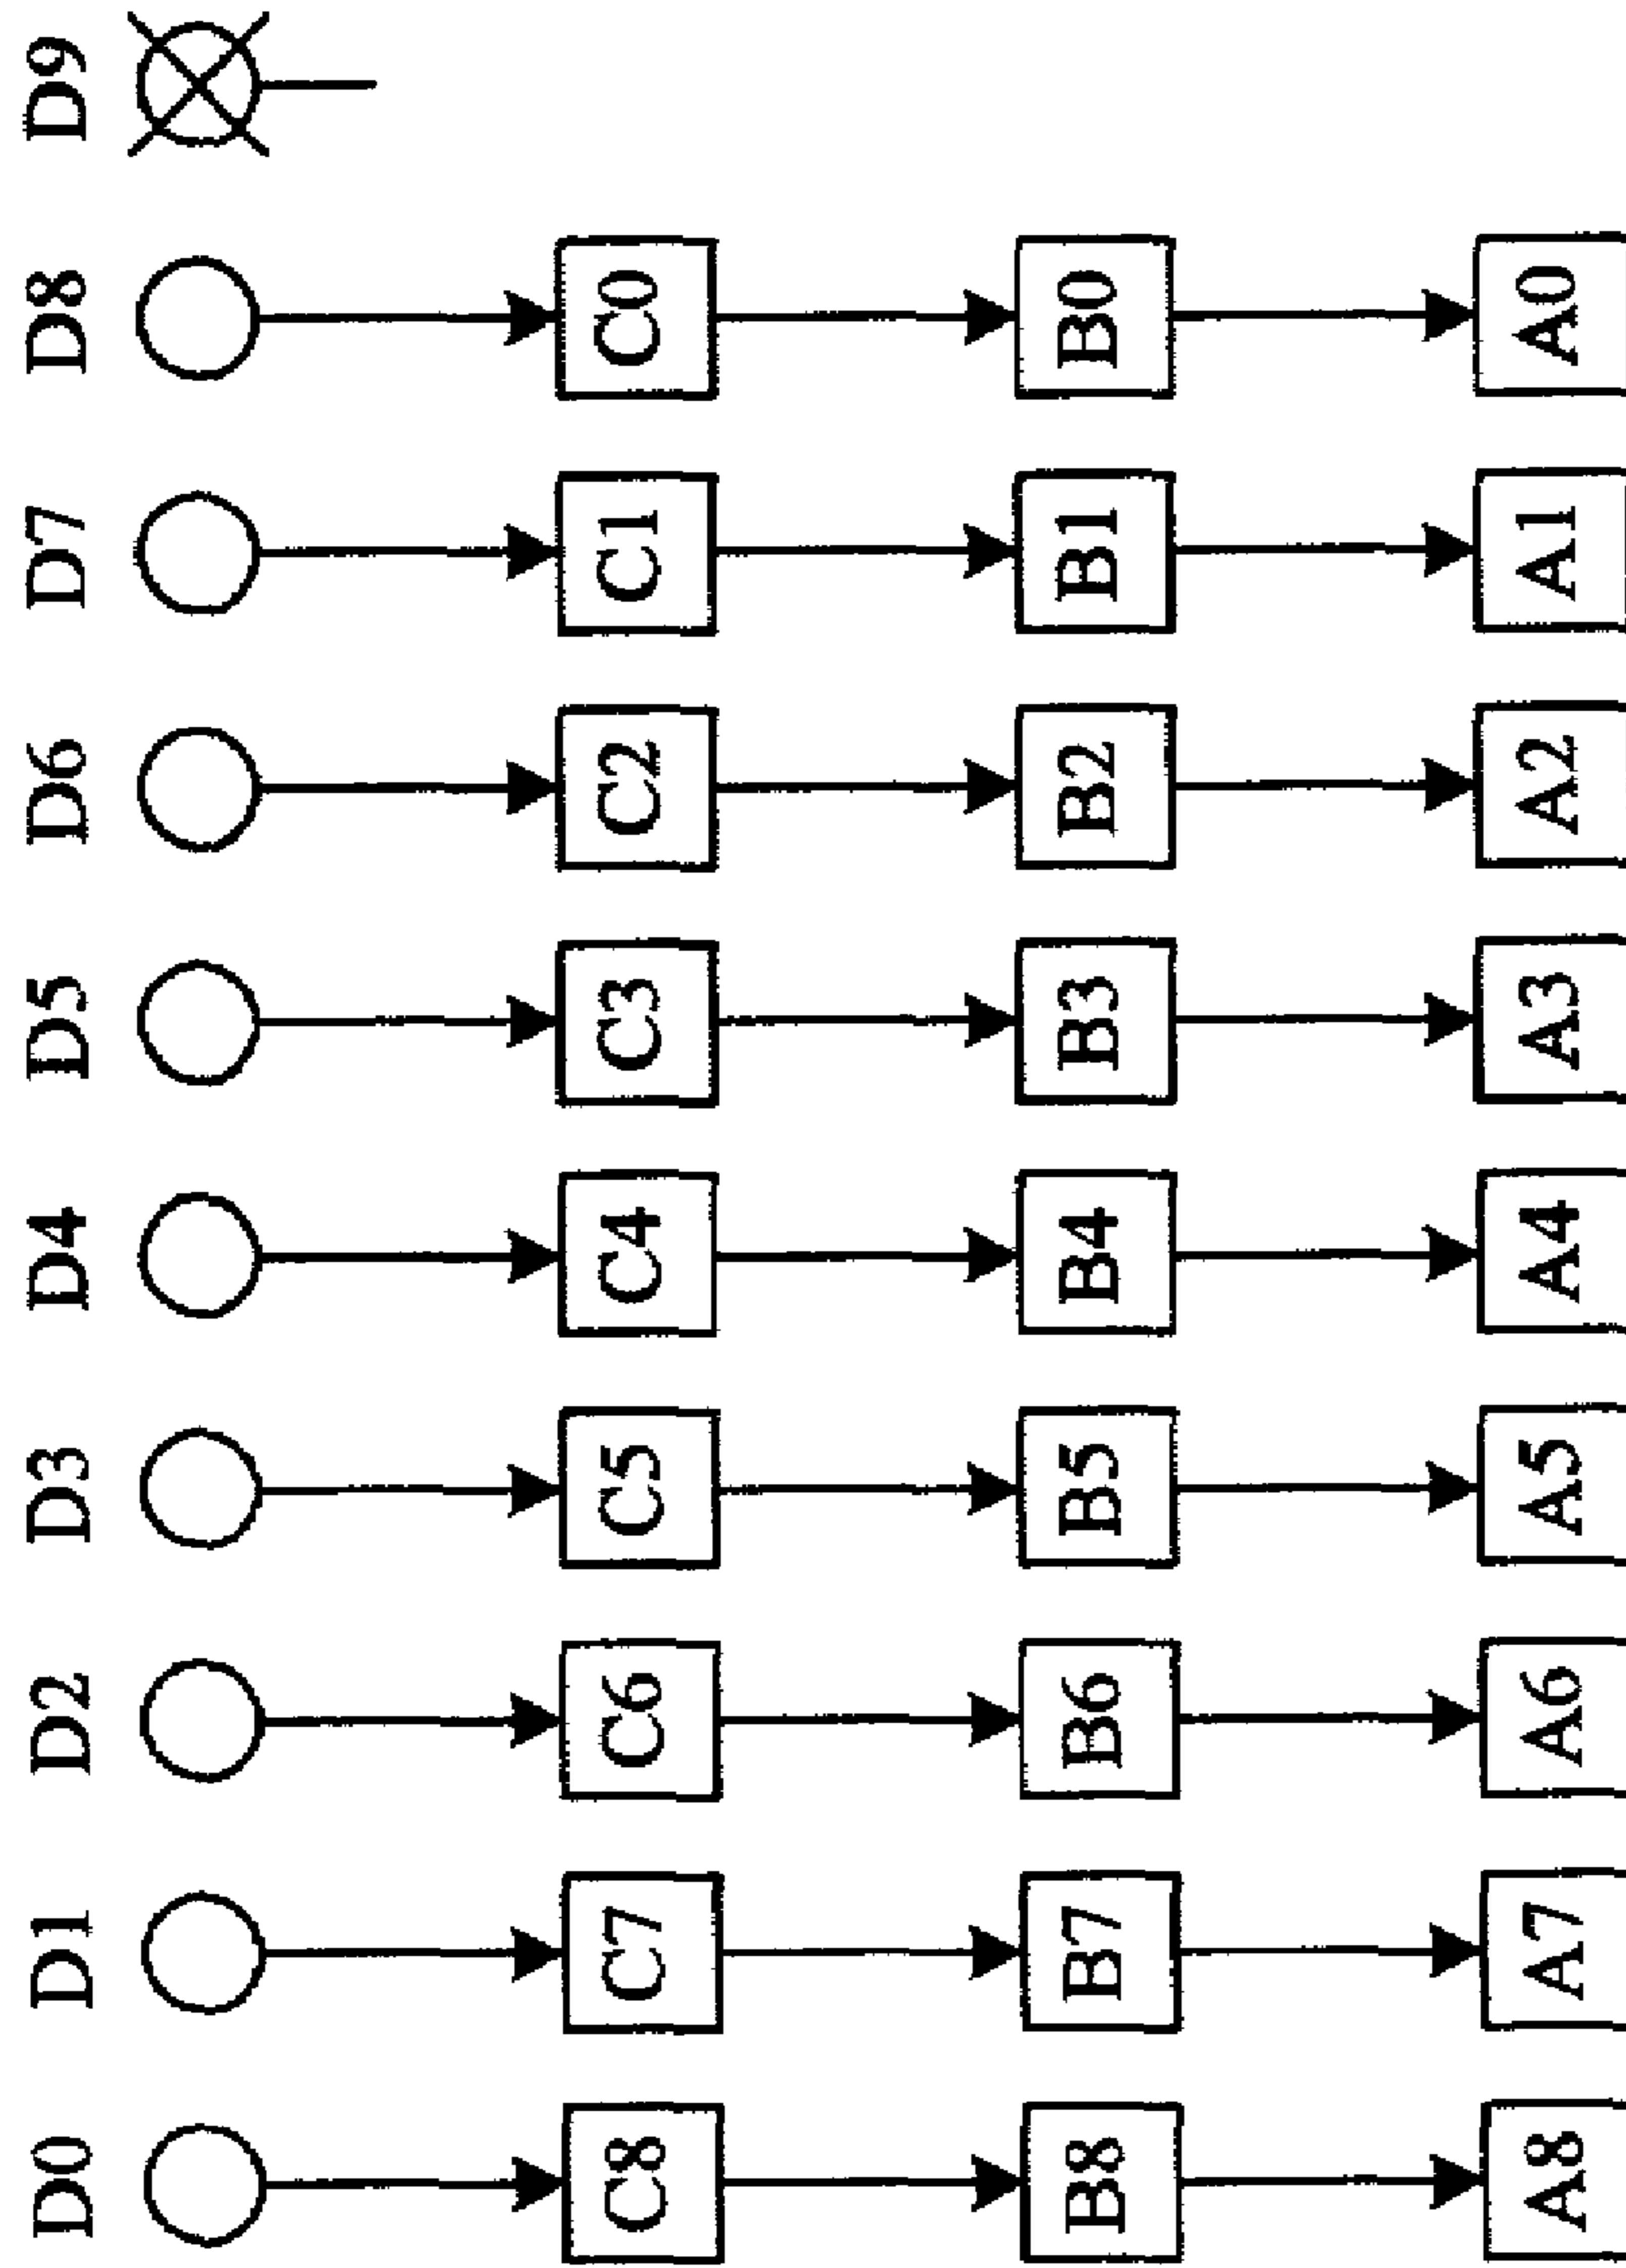 D0 D1 D2 D3 D4 D5 D6 D7 D8 D9
C8 C7 C6 C5 C4 C3 C2 C1 C0
B8 B7 B6 B5 B4 B3 B2 B1 B0
A8 A7 A6 A5 A4 A3 A2 A1 A0